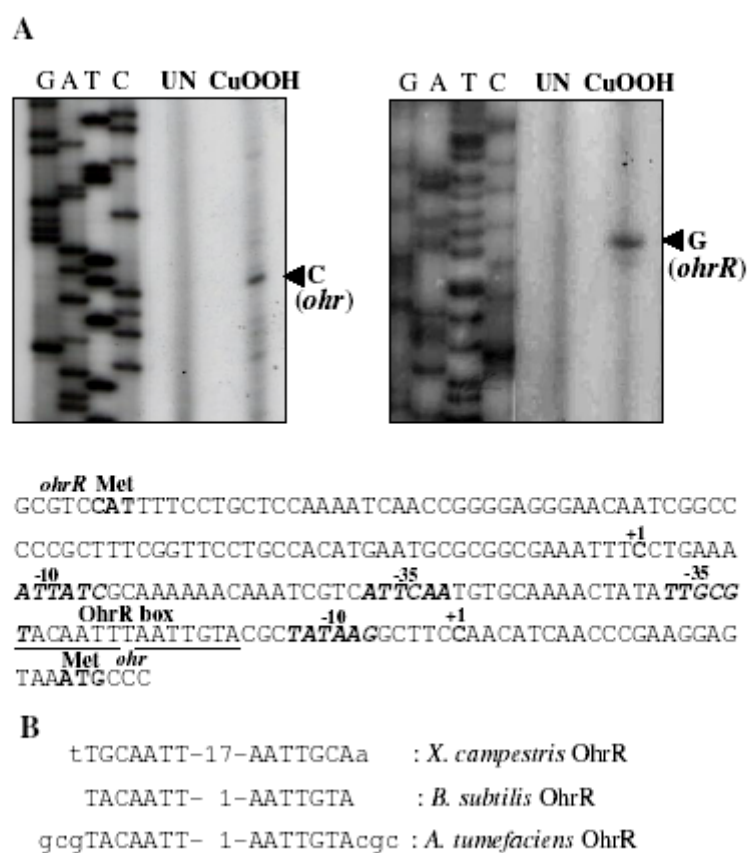 A
G A T C UN CuOOH
G A T C UN CuOOH
C
(ohr)
G
(ohrR)
ohrR Met
GCGTCCATTTTCCTGCTCCAAAATCAACCGGGGAGGGAACAATCGGCC
+1
CCCGCTTTCGGTTCCTGCCACATGAATGCGCGGCGAAATTTCCTGAAA
-10 -35 -35
ATTATCGCAAAAAACAAATCGTCATTCAATGTGCAAAACTATATTGCG
OhrR box -10 +1
TACAATTTAATTGTACGCTATAAGGCTTCCAACATCAACCCGAAGGAG
Met ohr
TAAATGCCC
B
tTGCAATT-17-AATTGCAa : X. campestris OhrR
TACAATT- 1-AATTGTA : B. subtilis OhrR
gcgTACAATT- 1-AATTGTAcgc : A. tumefaciens OhrR